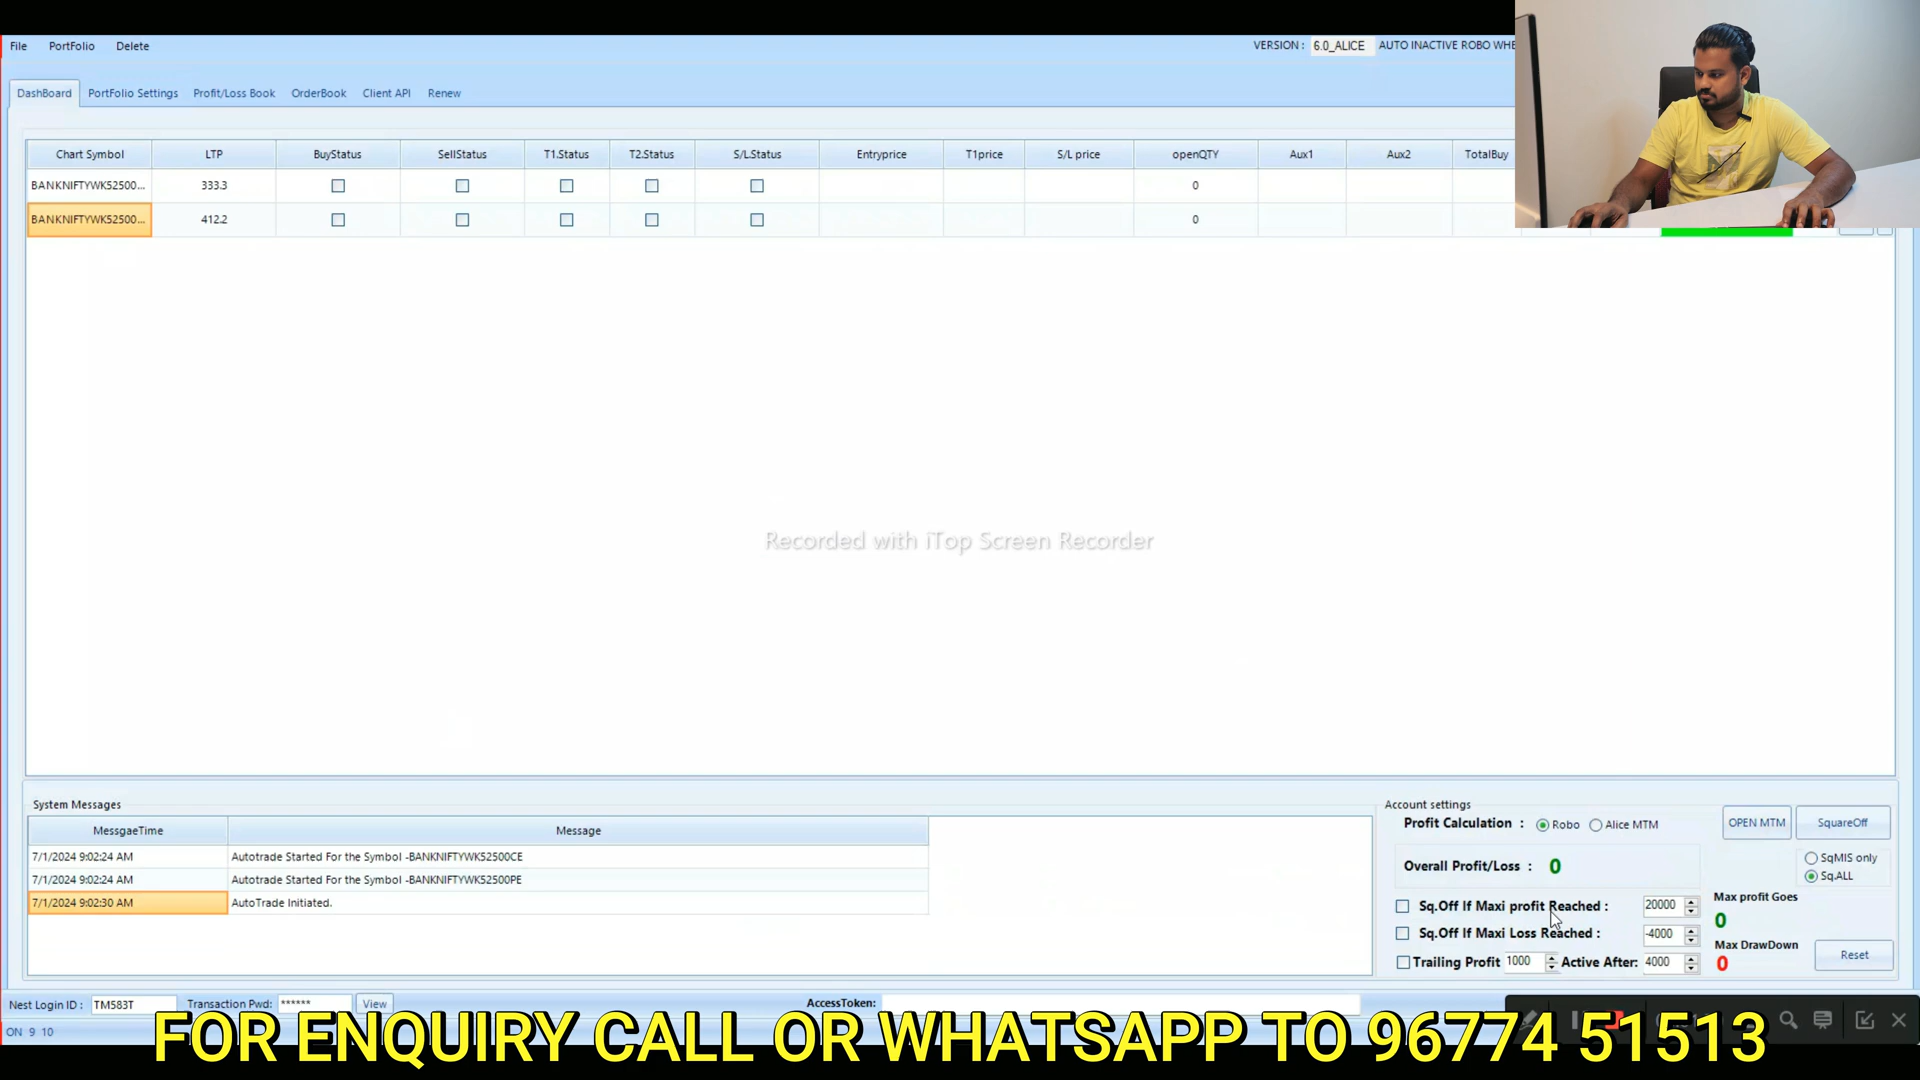 File PortFolio Delete VERSION : 6.0_ALICE AUTO INACTIVE ROBO WHE
DashBoard PortFolio Settings Profit/Loss Book OrderBook Client API Renew
Chart Symbol LTP BuyStatus SellStatus T1.Status T2.Status S/L.Status Entryprice T1price S/L price openQTY Aux1 Aux2 TotalBuy
BANKNIFTYWK52500... 333.3 0
BANKNIFTYWK52500... 412.2 0
Recorded with iTop Screen Recorder
System Messages
MessgaeTime Message
7/1/2024 9:02:24 AM Autotrade Started For the Symbol -BANKNIFTYWK52500CE
7/1/2024 9:02:24 AM Autotrade Started For the Symbol -BANKNIFTYWK52500PE
7/1/2024 9:02:30 AM AutoTrade Initiated.
Account settings
Profit Calculation : Robo Alice MTM OPEN MTM SquareOff
Overall Profit/Loss : 0 SqMIS only
Sq.ALL
Sq.Off If Maxi profit Reached : 20000 Max profit Goes
0
Sq.Off If Maxi Loss Reached : -4000 Max DrawDown
Trailing Profit 1000 Active After: 4000 0 Reset
Nest Login ID : TM583T Transaction Pwd: ****** View AccessToken:
ON 9 10
FOR ENQUIRY CALL OR WHATSAPP TO 96774 51513